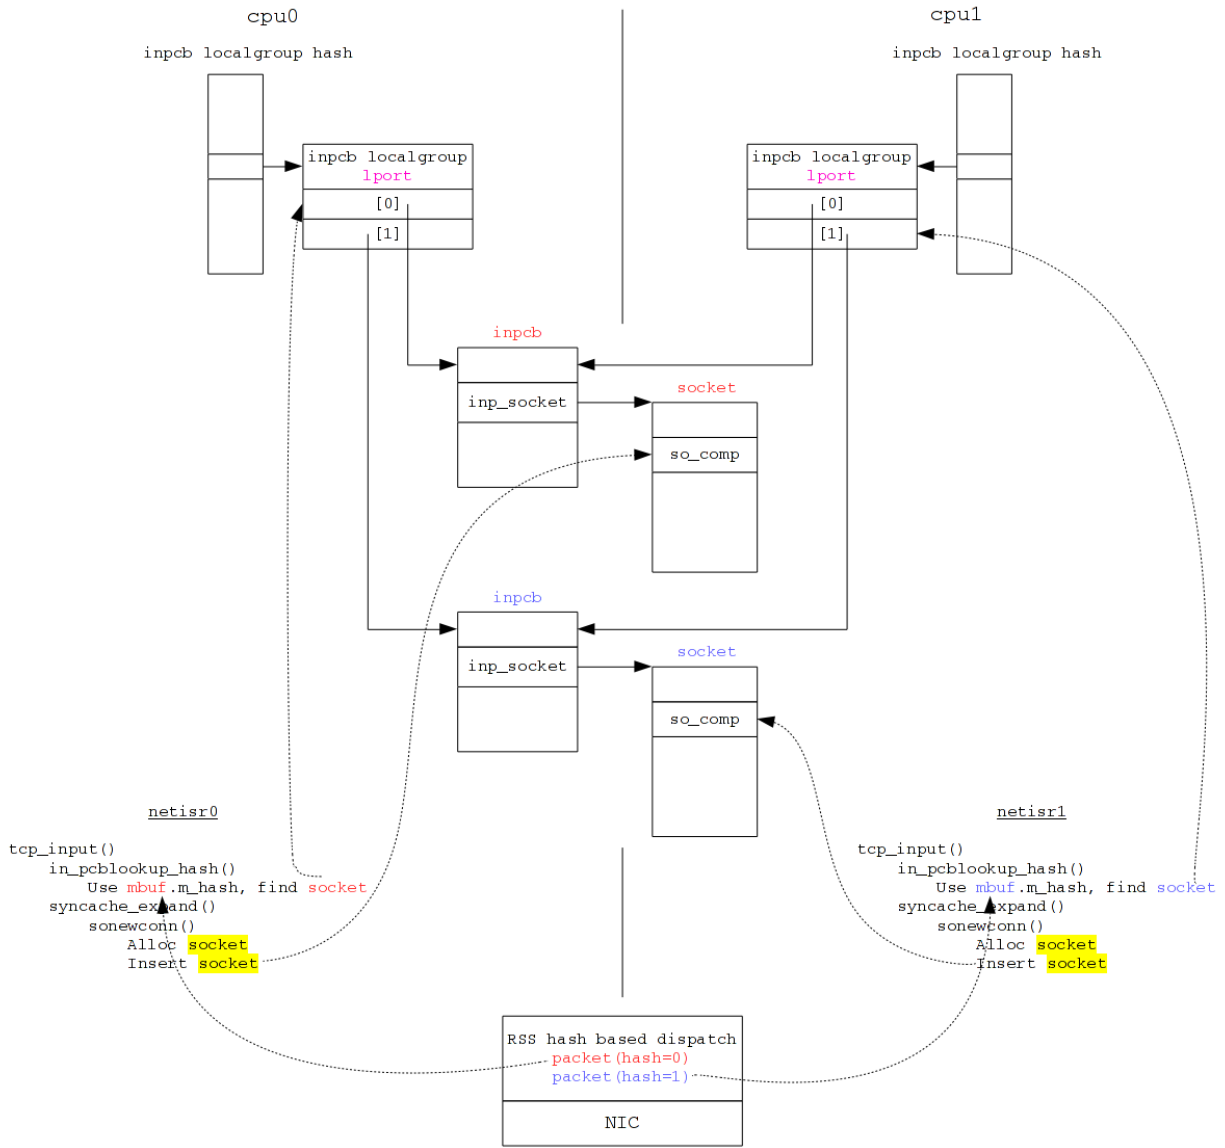 cpu0
cpu1
inpcb localgroup hash
inpcb localgroup hash
inpcb localgroup
lport
[0]
[1]
inpcb localgroup
lport
[0]
[1]
inpcb
inp_socket
socket
so_comp
inpcb
inp_socket
socket
so_comp
netisr0
tcp_input()
in_pcblookup_hash()
Use mbuf.m_hash, find socket
syncache_expand()
sonewconn()
Alloc socket
Insert socket
netisr1
tcp_input()
in_pcblookup_hash()
Use mbuf.m_hash, find socket
syncache_expand()
sonewconn()
Alloc socket
Insert socket
RSS hash based dispatch
packet(hash=0)
packet(hash=1)
NIC